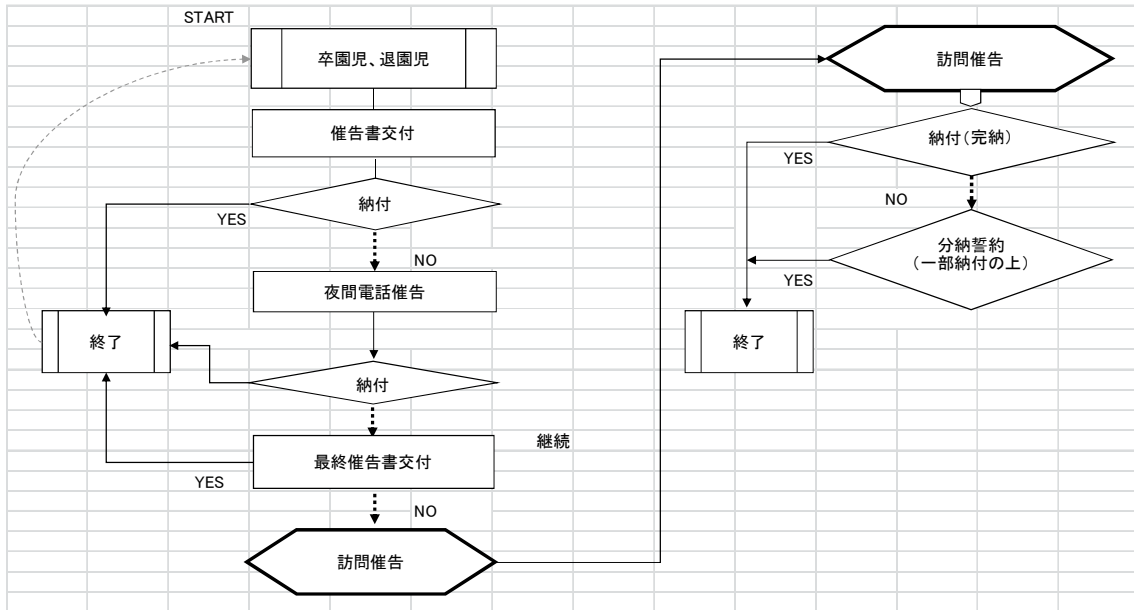 START
卒園児、退園児
催告書交付
納付
YES
NO
夜間電話催告
終了
納付
継続
最終催告書交付
YES
NO
訪問催告
訪問催告
納付（完納）
YES
NO
分納誓約
（一部納付の上）
YES
終了